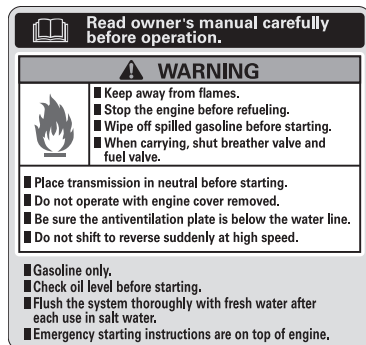 Read owner's manual carefully
before operation.
WARNING
Keep away from flames.
Stop the engine before refueling.
Wipe off spilled gasoline before starting.
When carrying, shut breather valve and
fuel valve.
Place transmission in neutral before starting.
Do not operate with engine cover removed.
Be sure the antiventilation plate is below the water line.
Do not shift to reverse suddenly at high speed.
Gasoline only.
Check oil level before starting.
Flush the system thoroughly with fresh water after
each use in salt water.
Emergency starting instructions are on top of engine.